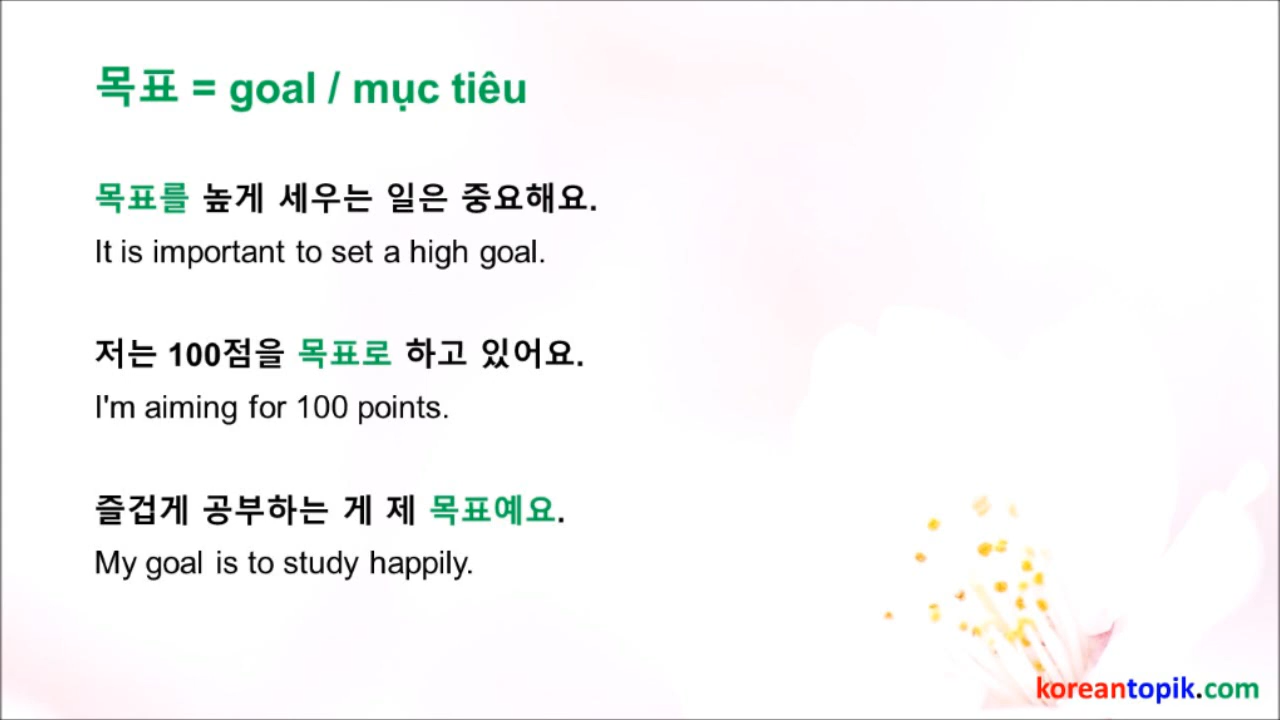 목표 = goal / mục tiêu
목표를 높게 세우는 일은 중요해요.
It is important to set a high goal.
저는 100점을 목표로 하고 있어요.
I'm aiming for 100 points.
즐겁게 공부하는 게 제 목표예요.
My goal is to study happily.
koreantopik.com